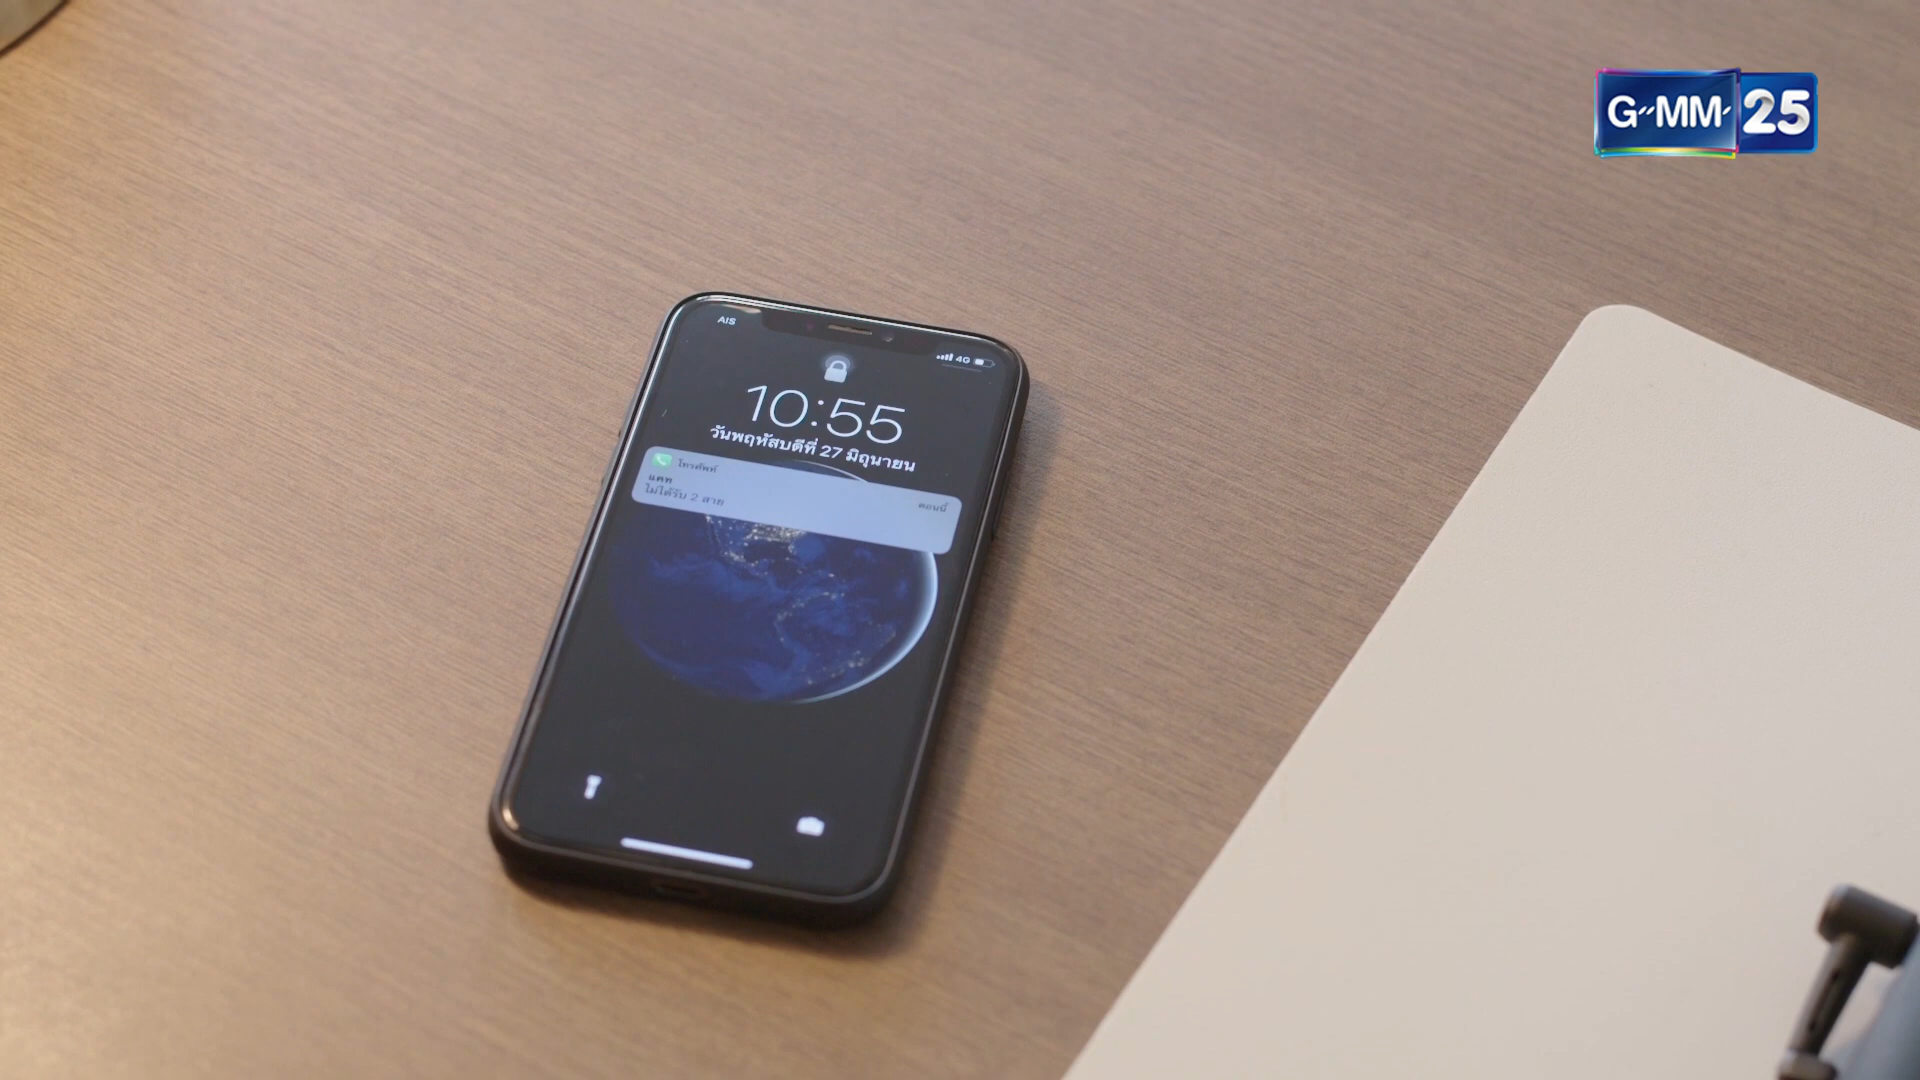 GMM 25
AIS
4G
10:55
วันพฤหัสบดีที่ 27 มิถุนายน
โทรศัพท์
แคท
ไม่ได้รับ 2 สาย
ตอนนี้